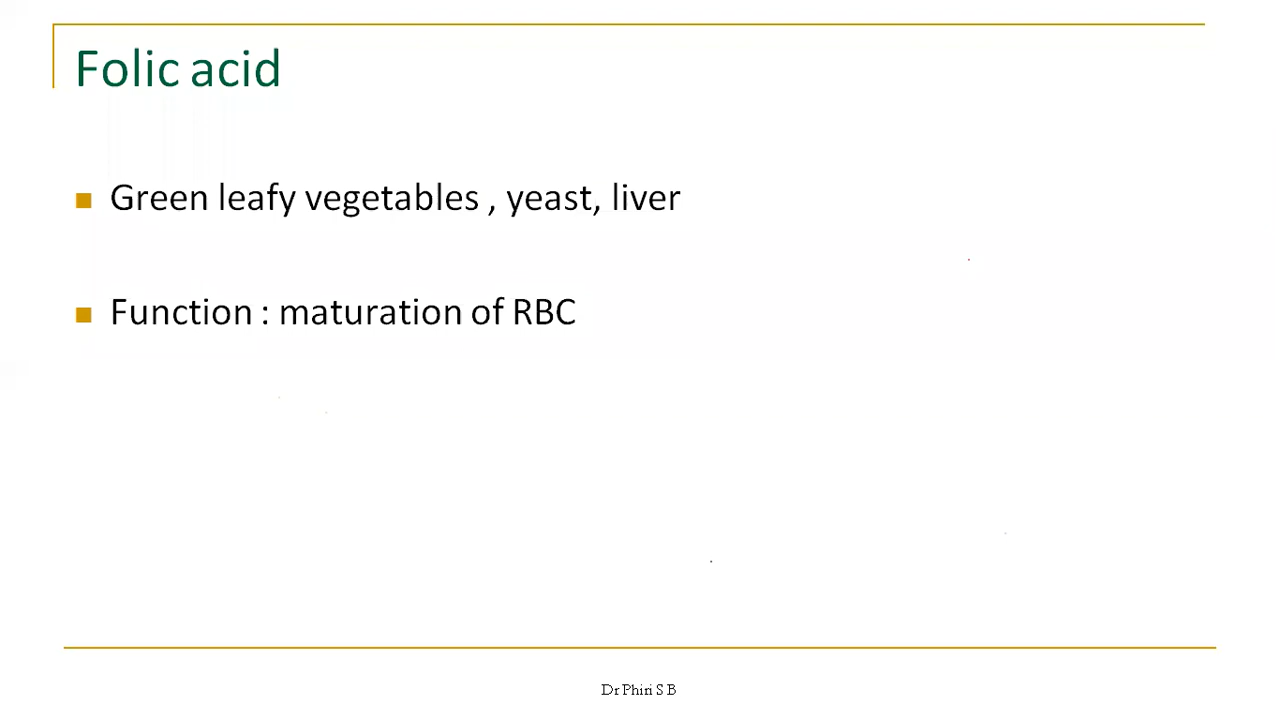 Folic acid
Green leafy vegetables , yeast, liver
Function : maturation of RBC
Dr Phiri S B